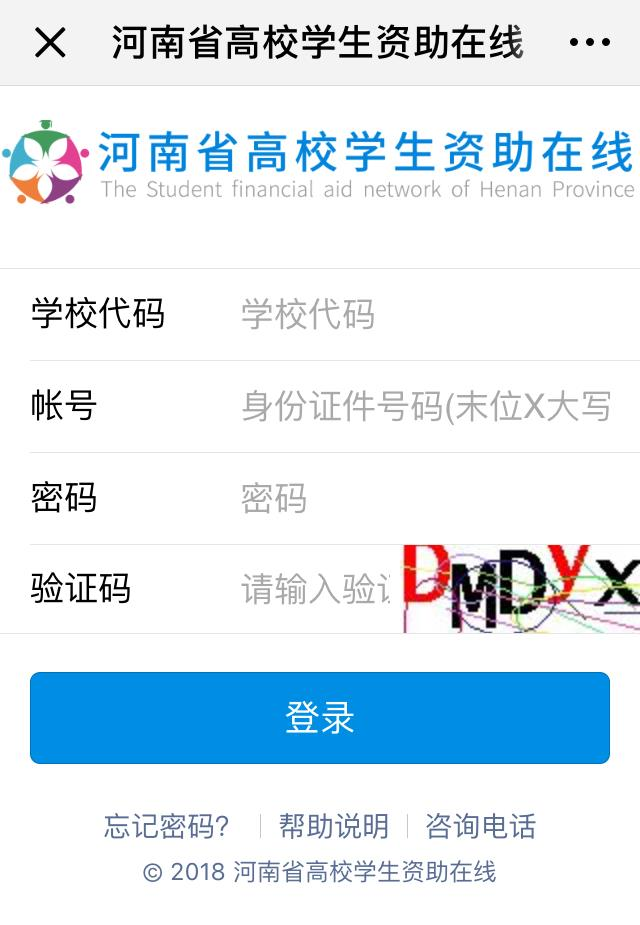 河南省高校学生资助在线
河南省高校学生资助在线
The Student financial aid network of Henan Province
学校代码 学校代码
帐号 身份证件号码(末位X大写
密码 密码
验证码 请输入验证 DMDyx
登录
忘记密码? 帮助说明 咨询电话
© 2018 河南省高校学生资助在线